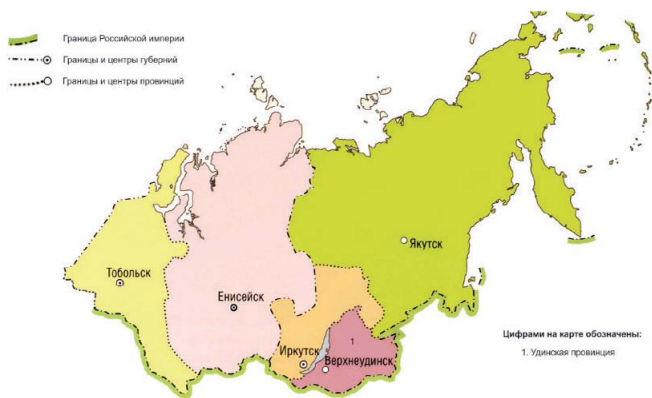 Граница Российской империи
Границы и центры губерний
Границы и центры провинций
Якутск
Тобольск
Енисейск
Цифрами на карте обозначены:
1
Иркутск
1. Удинская провинция
Верхнеудинск